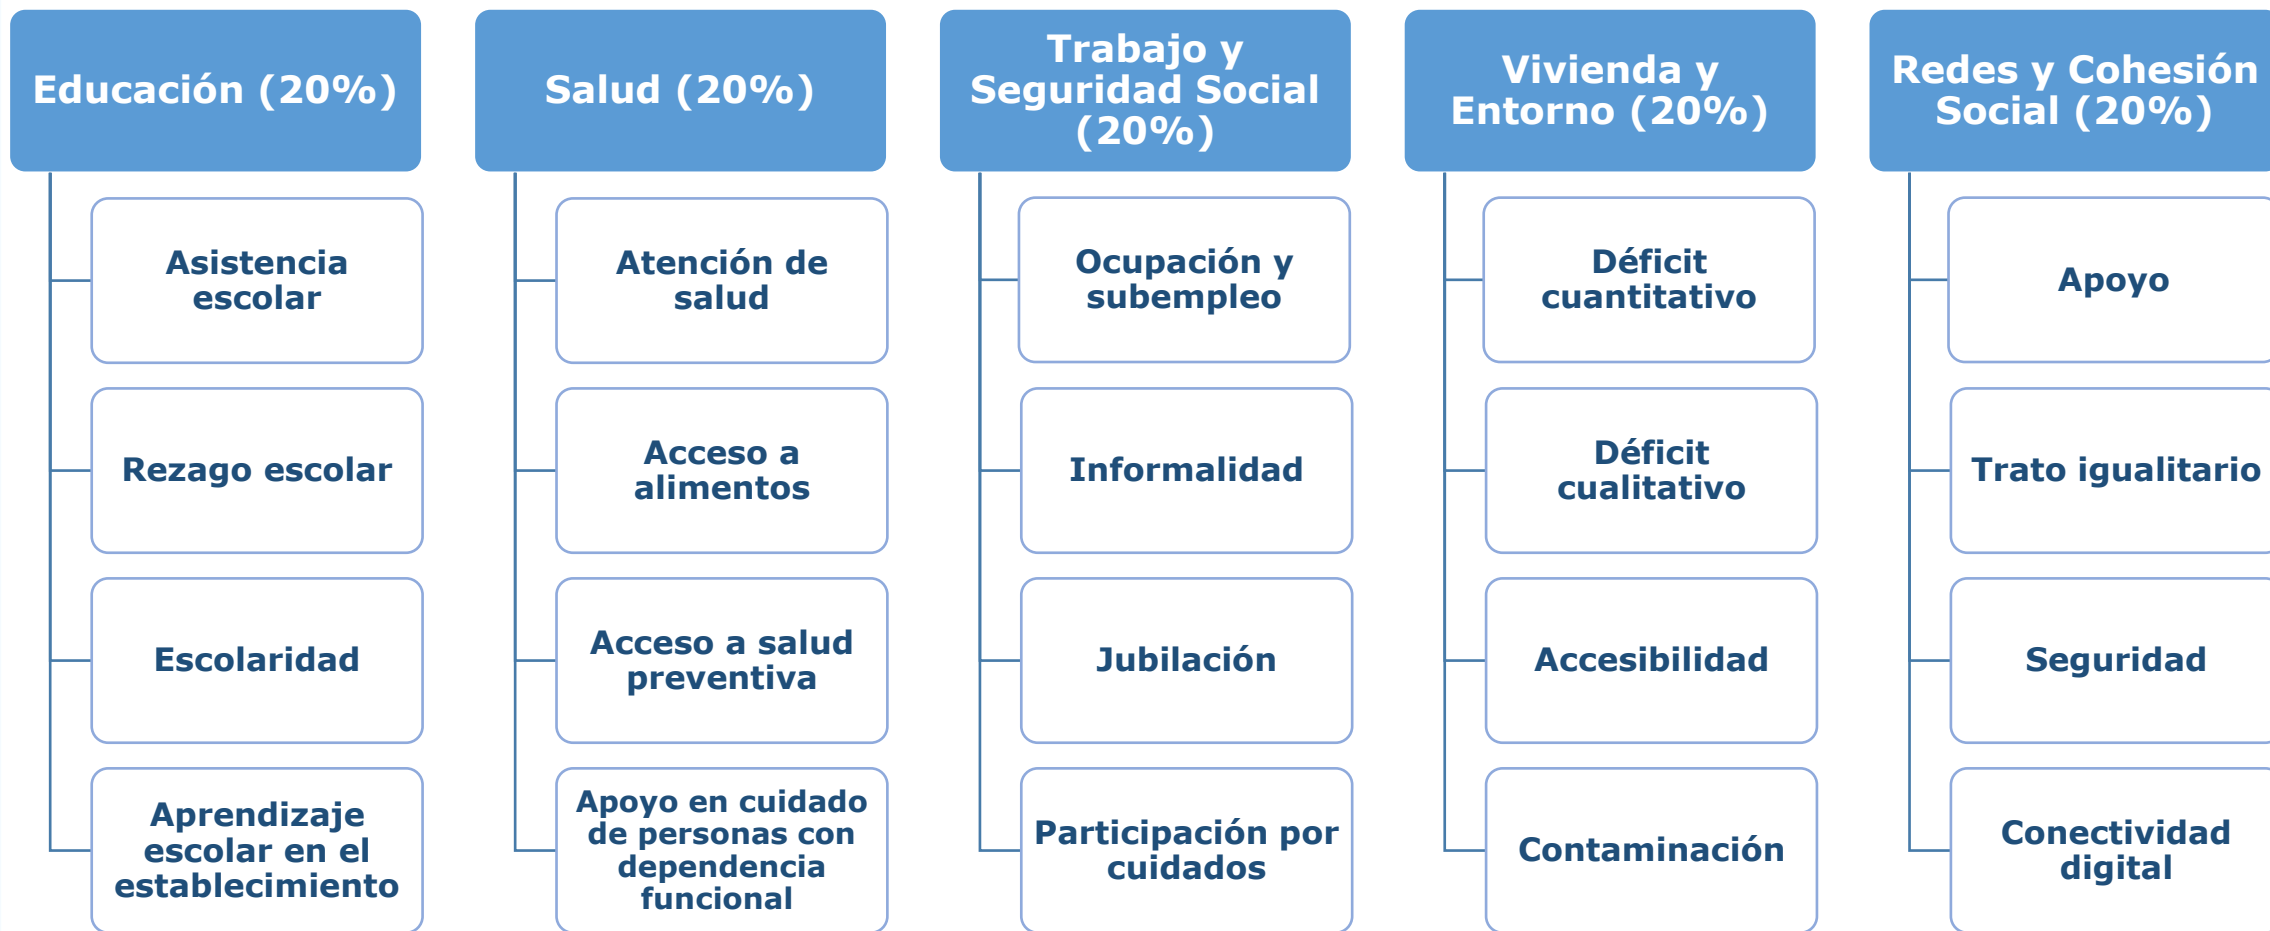 Educación (20%)
Asistencia
escolar
Rezago escolar
Escolaridad
Aprendizaje
escolar en el
establecimiento
Salud (20%)
Atención de
salud
Acceso a
alimentos
Acceso a salud
preventiva
Apoyo en cuidado
de personas con
dependencia
funcional
Trabajo y
Seguridad Social
(20%)
Ocupación y
subempleo
Informalidad
Jubilación
Participación por
cuidados
Vivienda y
Entorno (20%)
Déficit
cuantitativo
Déficit
cualitativo
Accesibilidad
Contaminación
Redes y Cohesión
Social (20%)
Apoyo
Trato igualitario
Seguridad
Conectividad
digital